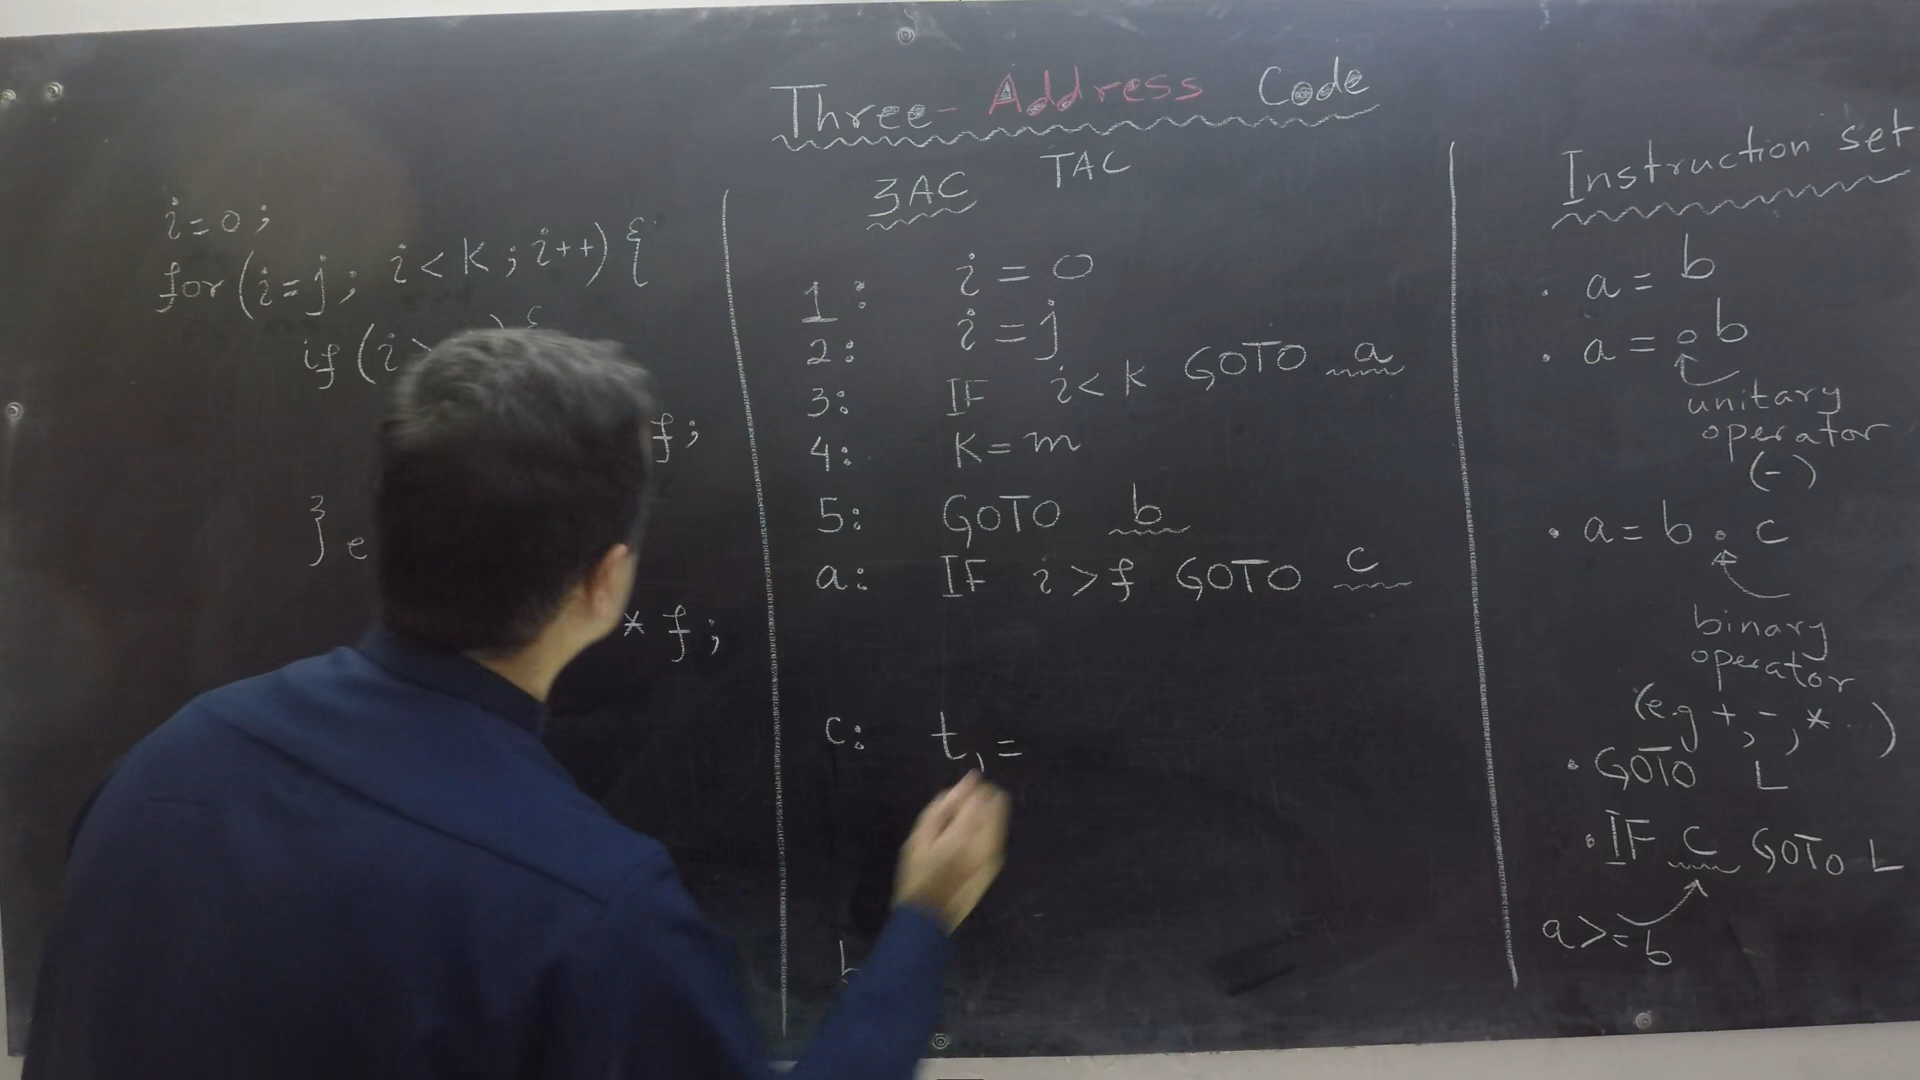 Three-Address Code
3AC TAC
i=0;
for(i=j; i<k; i++){
if(i>
f;
} e
* f;
1: i = 0
2: i = j
3: IF i<k GOTO a
4: K=m
5: GOTO b
a: IF i>f GOTO c
c: t₁=
b
Instruction set
• a = b
• a = ∘b
unitary
operator
(-)
• a = b ∘ c
binary
operator
(e.g +, -, * ...)
• GOTO L
• IF c GOTO L
a>=b